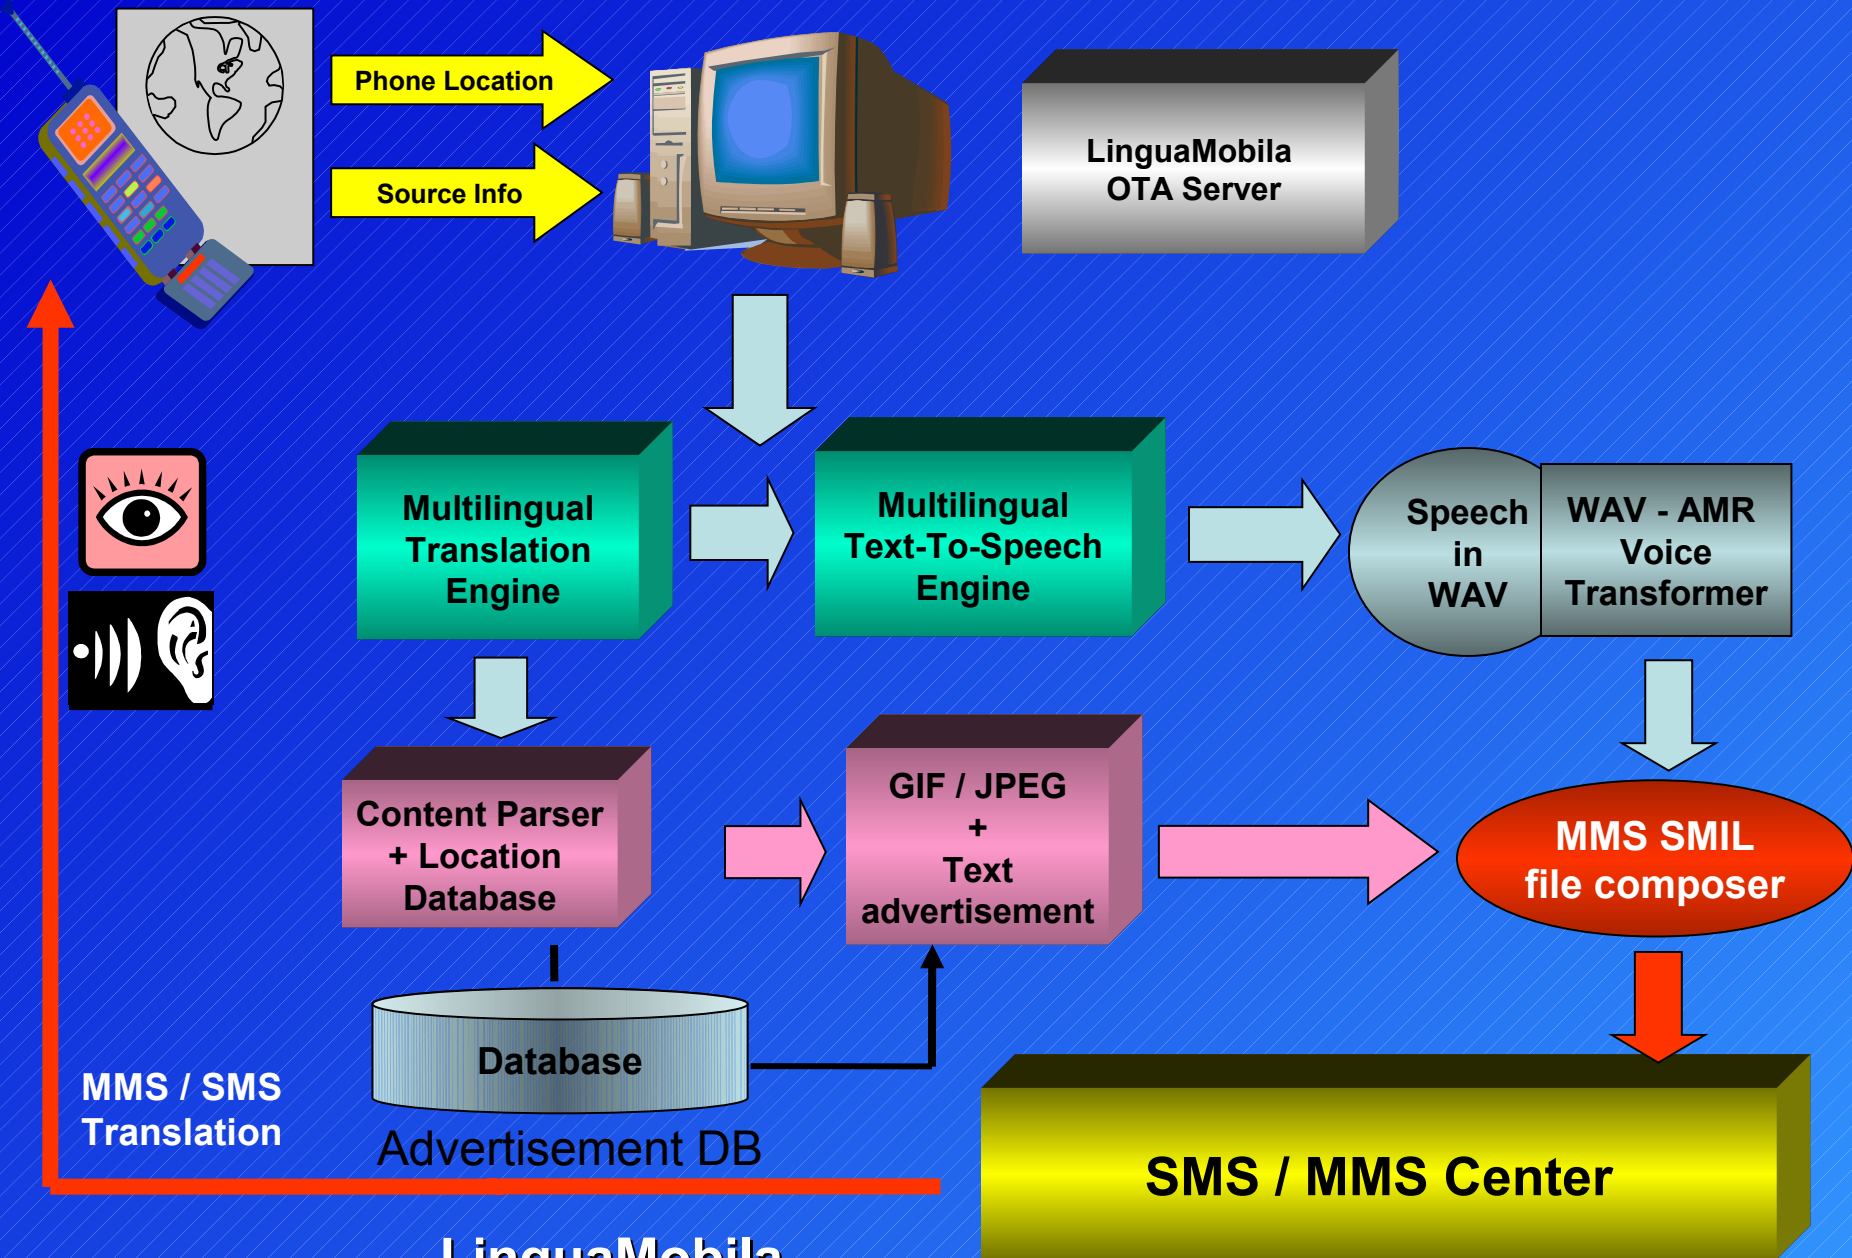 Phone Location
Source Info
LinguaMobila
OTA Server
Multilingual
Translation
Engine
Multilingual
Text-To-Speech
Engine
Speech
in
WAV
WAV - AMR
Voice
Transformer
Content Parser
+ Location
Database
GIF / JPEG
+
Text
advertisement
MMS SMIL
file composer
Database
Advertisement DB
MMS / SMS
Translation
SMS / MMS Center
LinguaMobila